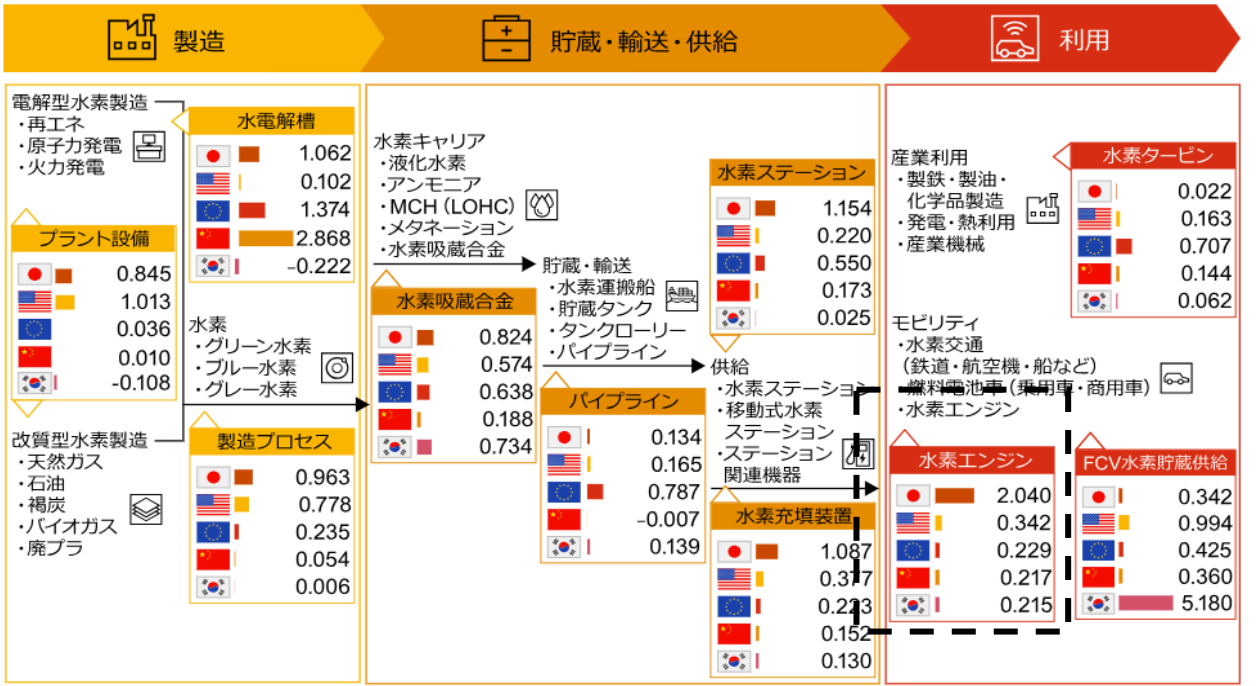 製造
貯蔵・輸送・供給
利用
電解型水素製造
・再エネ
・原子力発電
・火力発電
水電解槽
1.062
0.102
1.374
2.868
-0.222
プラント設備
0.845
1.013
0.036
0.010
-0.108
水素
・グリーン水素
・ブルー水素
・グレー水素
改質型水素製造
・天然ガス
・石油
・褐炭
・バイオガス
・廃プラ
製造プロセス
0.963
0.778
0.235
0.054
0.006
水素キャリア
・液化水素
・アンモニア
・MCH(LOHC)
・メタネーション
・水素吸蔵合金
水素吸蔵合金
0.824
0.574
0.638
0.188
0.734
貯蔵・輸送
・水素運搬船
・貯蔵タンク
・タンクローリー
・パイプライン
パイプライン
0.134
0.165
0.787
-0.007
0.139
水素ステーション
1.154
0.220
0.550
0.173
0.025
供給
・水素ステーション
・移動式水素
ステーション
・ステーション
関連機器
水素充填装置
1.087
0.377
0.223
0.152
0.130
産業利用
・製鉄・製油・
化学品製造
・発電・熱利用
・産業機械
水素タービン
0.022
0.163
0.707
0.144
0.062
モビリティ
・水素交通
(鉄道・航空機・船など)
・燃料電池車(乗用車・商用車)
・水素エンジン
水素エンジン
2.040
0.342
0.229
0.217
0.215
FCV水素貯蔵供給
0.342
0.994
0.425
0.360
5.180